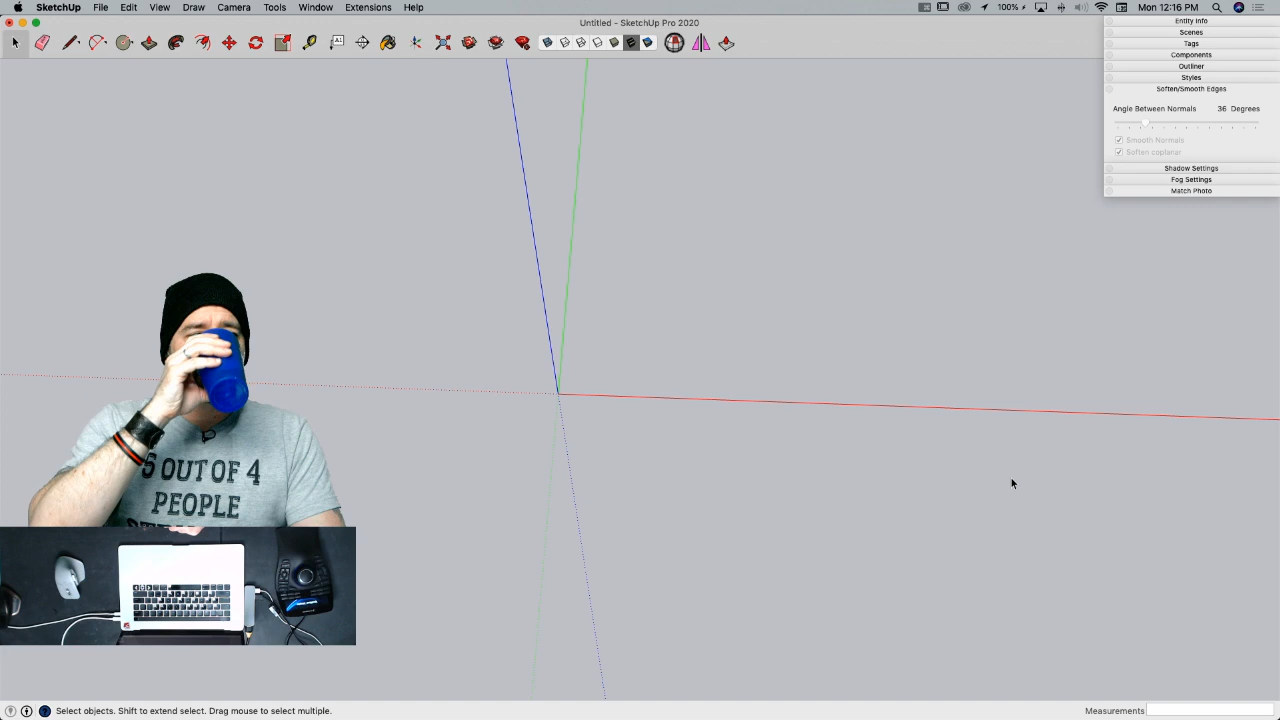 SketchUp File Edit View Draw Camera Tools Window Extensions Help 100% Mon 12:16 PM
Untitled - SketchUp Pro 2020
Entity Info
Scenes
Tags
Components
Outliner
Styles
Soften/Smooth Edges
Angle Between Normals 36 Degrees
Smooth Normals
Soften coplanar
Shadow Settings
Fog Settings
Match Photo
5 OUT OF 4
PEOPLE
Select objects. Shift to extend select. Drag mouse to select multiple.
Measurements